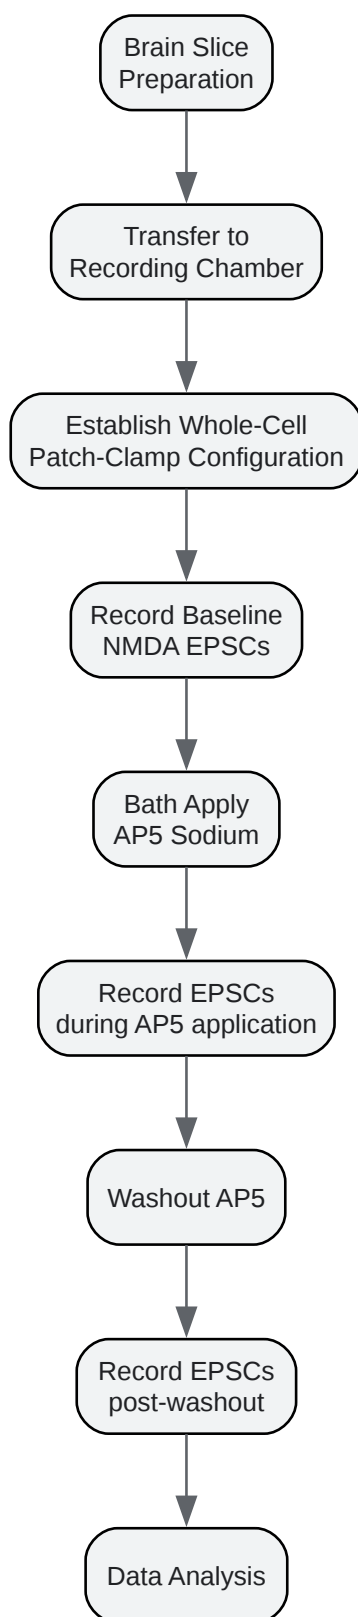 Brain Slice
Preparation
Transfer to
Recording Chamber
Establish Whole-Cell
Patch-Clamp Configuration
Record Baseline
NMDA EPSCs
Bath Apply
AP5 Sodium
Record EPSCs
during AP5 application
Washout AP5
Record EPSCs
post-washout
Data Analysis